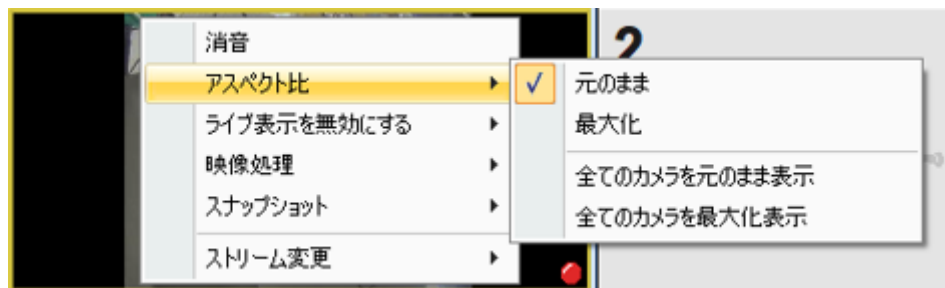 消音
アスペクト比
ライブ表示を無効にする
映像処理
スナップショット
ストリーム変更
2
元のまま
最大化
全てのカメラを元のまま表示
全てのカメラを最大化表示